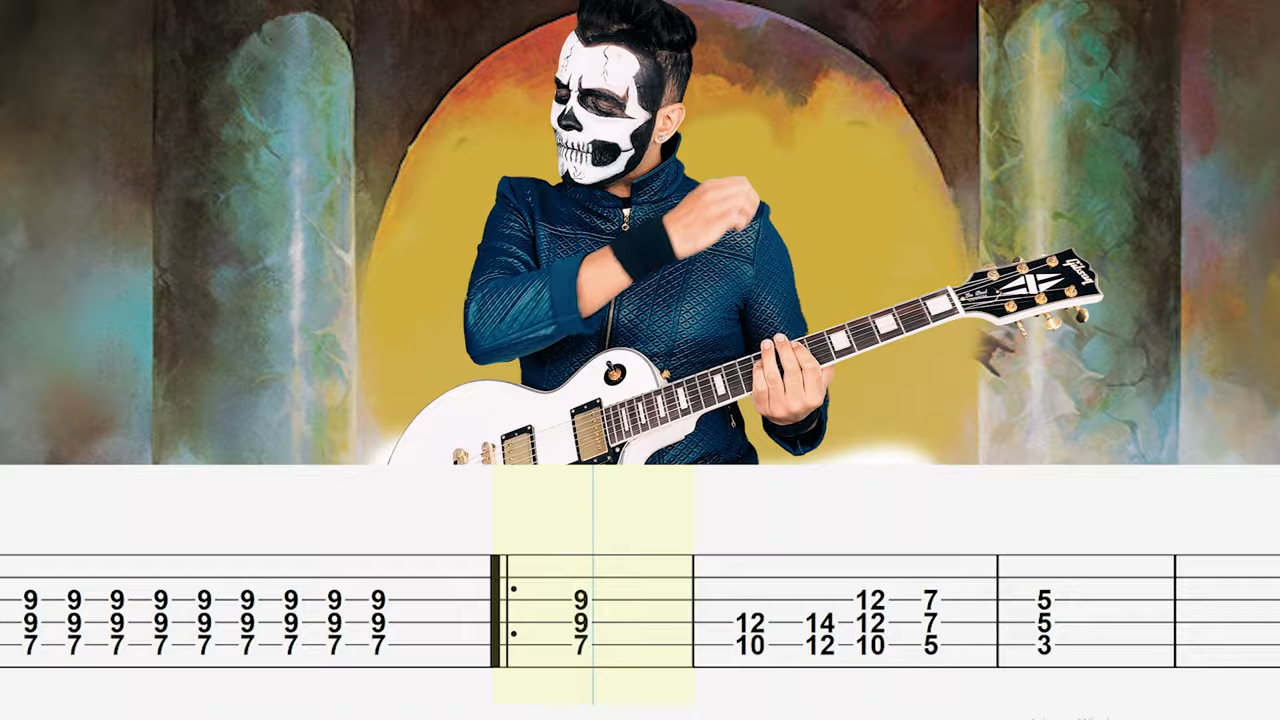 Gibson
9 9 9 9 9 9 9 9 9 9 12 7 5
9 9 9 9 9 9 9 9 9 9 12 14 12 7 5
7 7 7 7 7 7 7 7 7 7 10 12 10 5 3